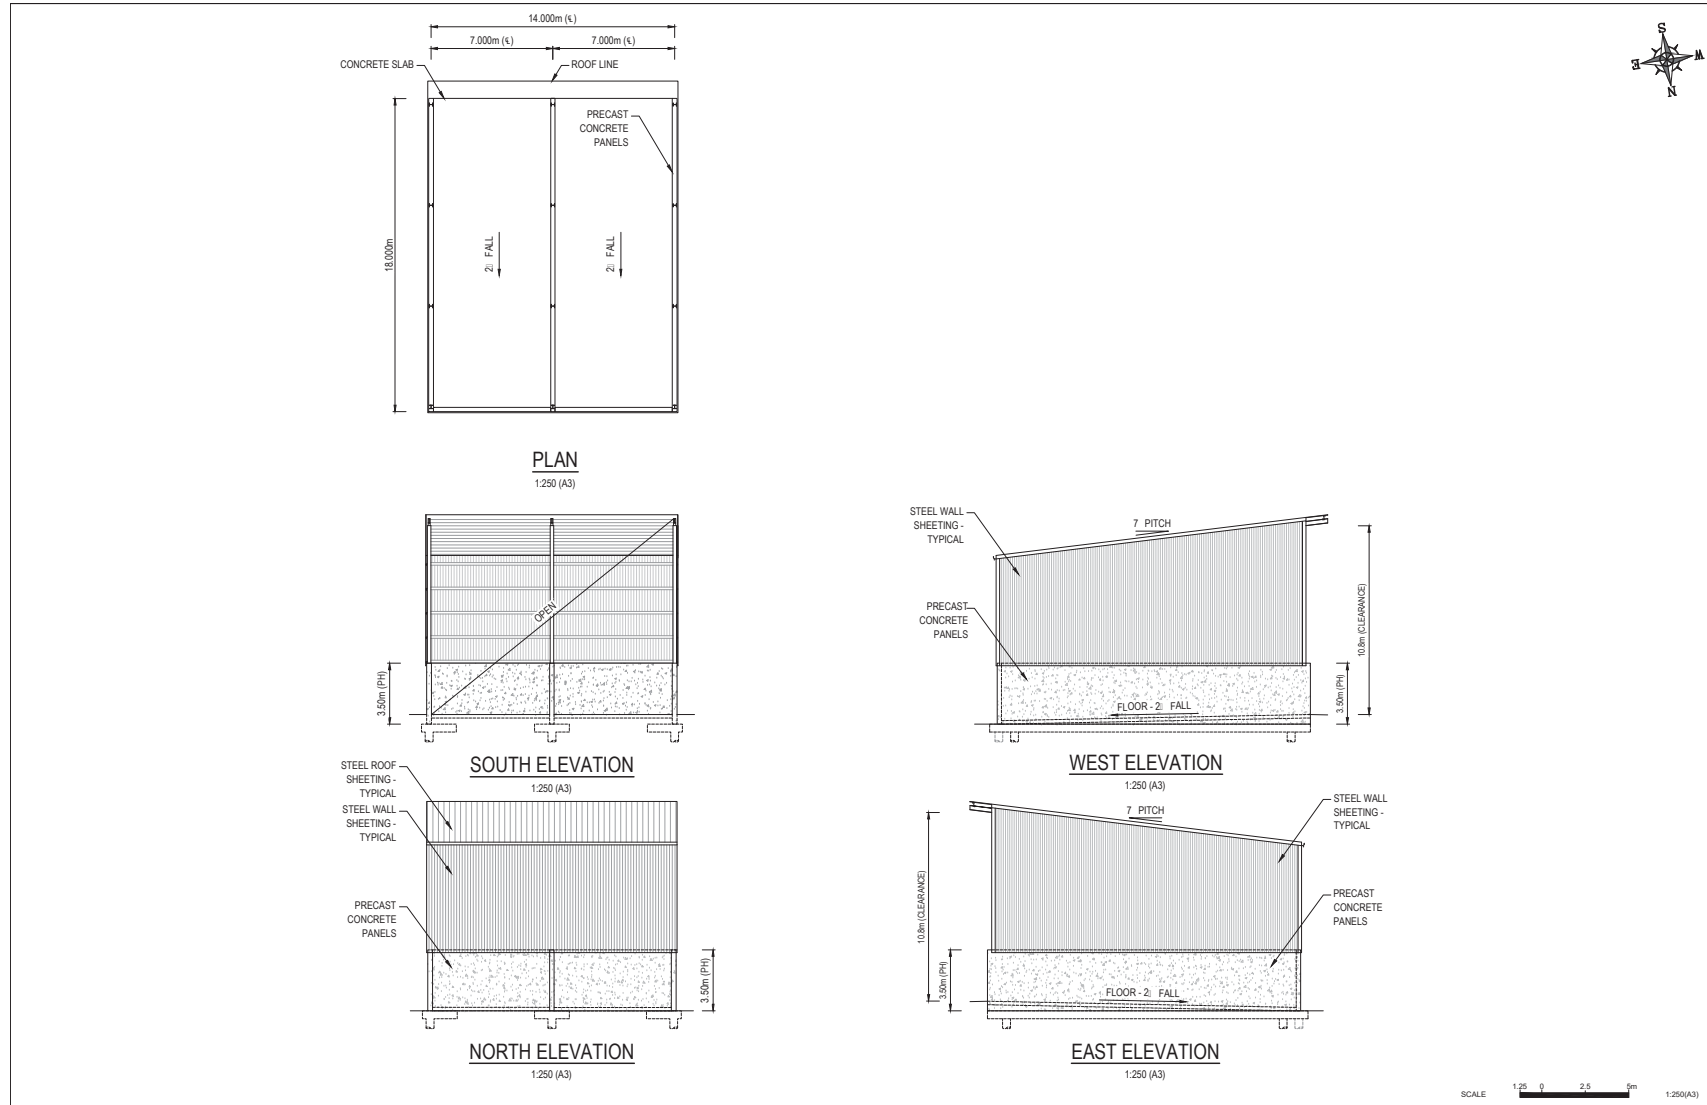 14.000m (℄)
7.000m (℄)
7.000m (℄)
CONCRETE SLAB
ROOF LINE
PRECAST
CONCRETE
PANELS
18.000m
2 FALL
2 FALL
PLAN
1:250 (A3)
S
W
E
N
OPEN
3.50m (PH)
SOUTH ELEVATION
1:250 (A3)
STEEL WALL
SHEETING -
TYPICAL
7 PITCH
PRECAST
CONCRETE
PANELS
10.8m (CLEARANCE)
3.50m (PH)
FLOOR - 2 FALL
WEST ELEVATION
1:250 (A3)
STEEL ROOF
SHEETING -
TYPICAL
STEEL WALL
SHEETING -
TYPICAL
PRECAST
CONCRETE
PANELS
3.50m (PH)
NORTH ELEVATION
1:250 (A3)
7 PITCH
STEEL WALL
SHEETING -
TYPICAL
10.8m (CLEARANCE)
3.50m (PH)
PRECAST
CONCRETE
PANELS
FLOOR - 2 FALL
EAST ELEVATION
1:250 (A3)
SCALE
1.25 0 2.5 5m
1:250(A3)